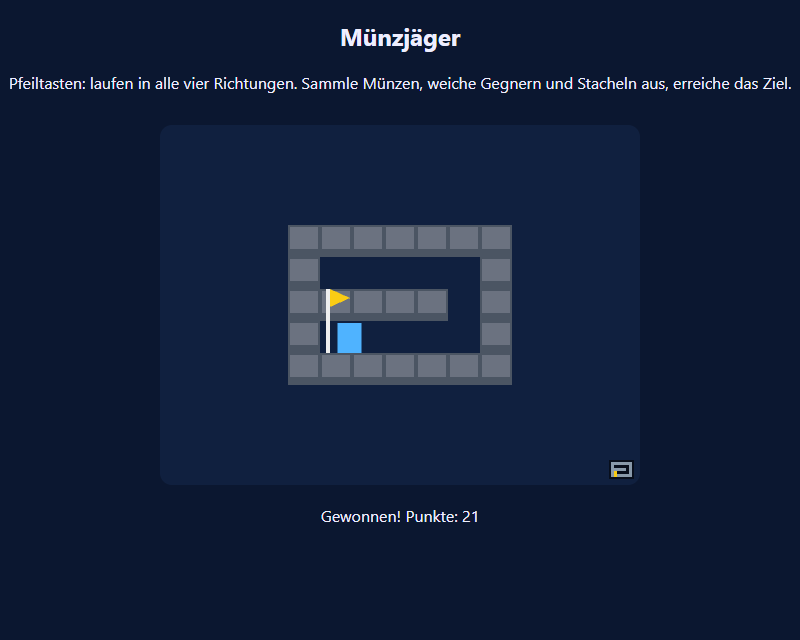 Münzjäger
Pfeiltasten: laufen in alle vier Richtungen. Sammle Münzen, weiche Gegnern und Stacheln aus, erreiche das Ziel.
Gewonnen! Punkte: 21